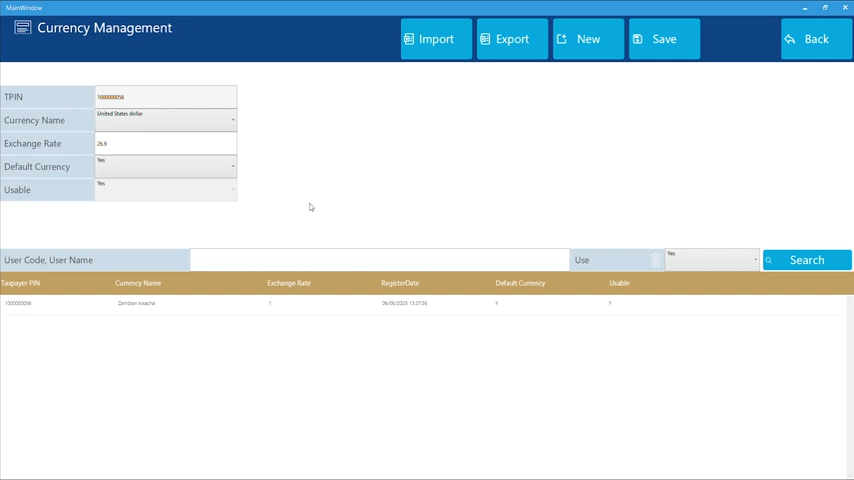 MainWindow
Currency Management
Import
Export
New
Save
Back
TPIN 1000000056
Currency Name United States dollar
Exchange Rate 26.9
Default Currency Yes
Usable Yes
User Code, User Name Use Yes Search
Taxpayer PIN Currency Name Exchange Rate RegisterDate Default Currency Usable
1000000056 Zambian kwacha 1 06/06/2025 13:37:36 Y Y